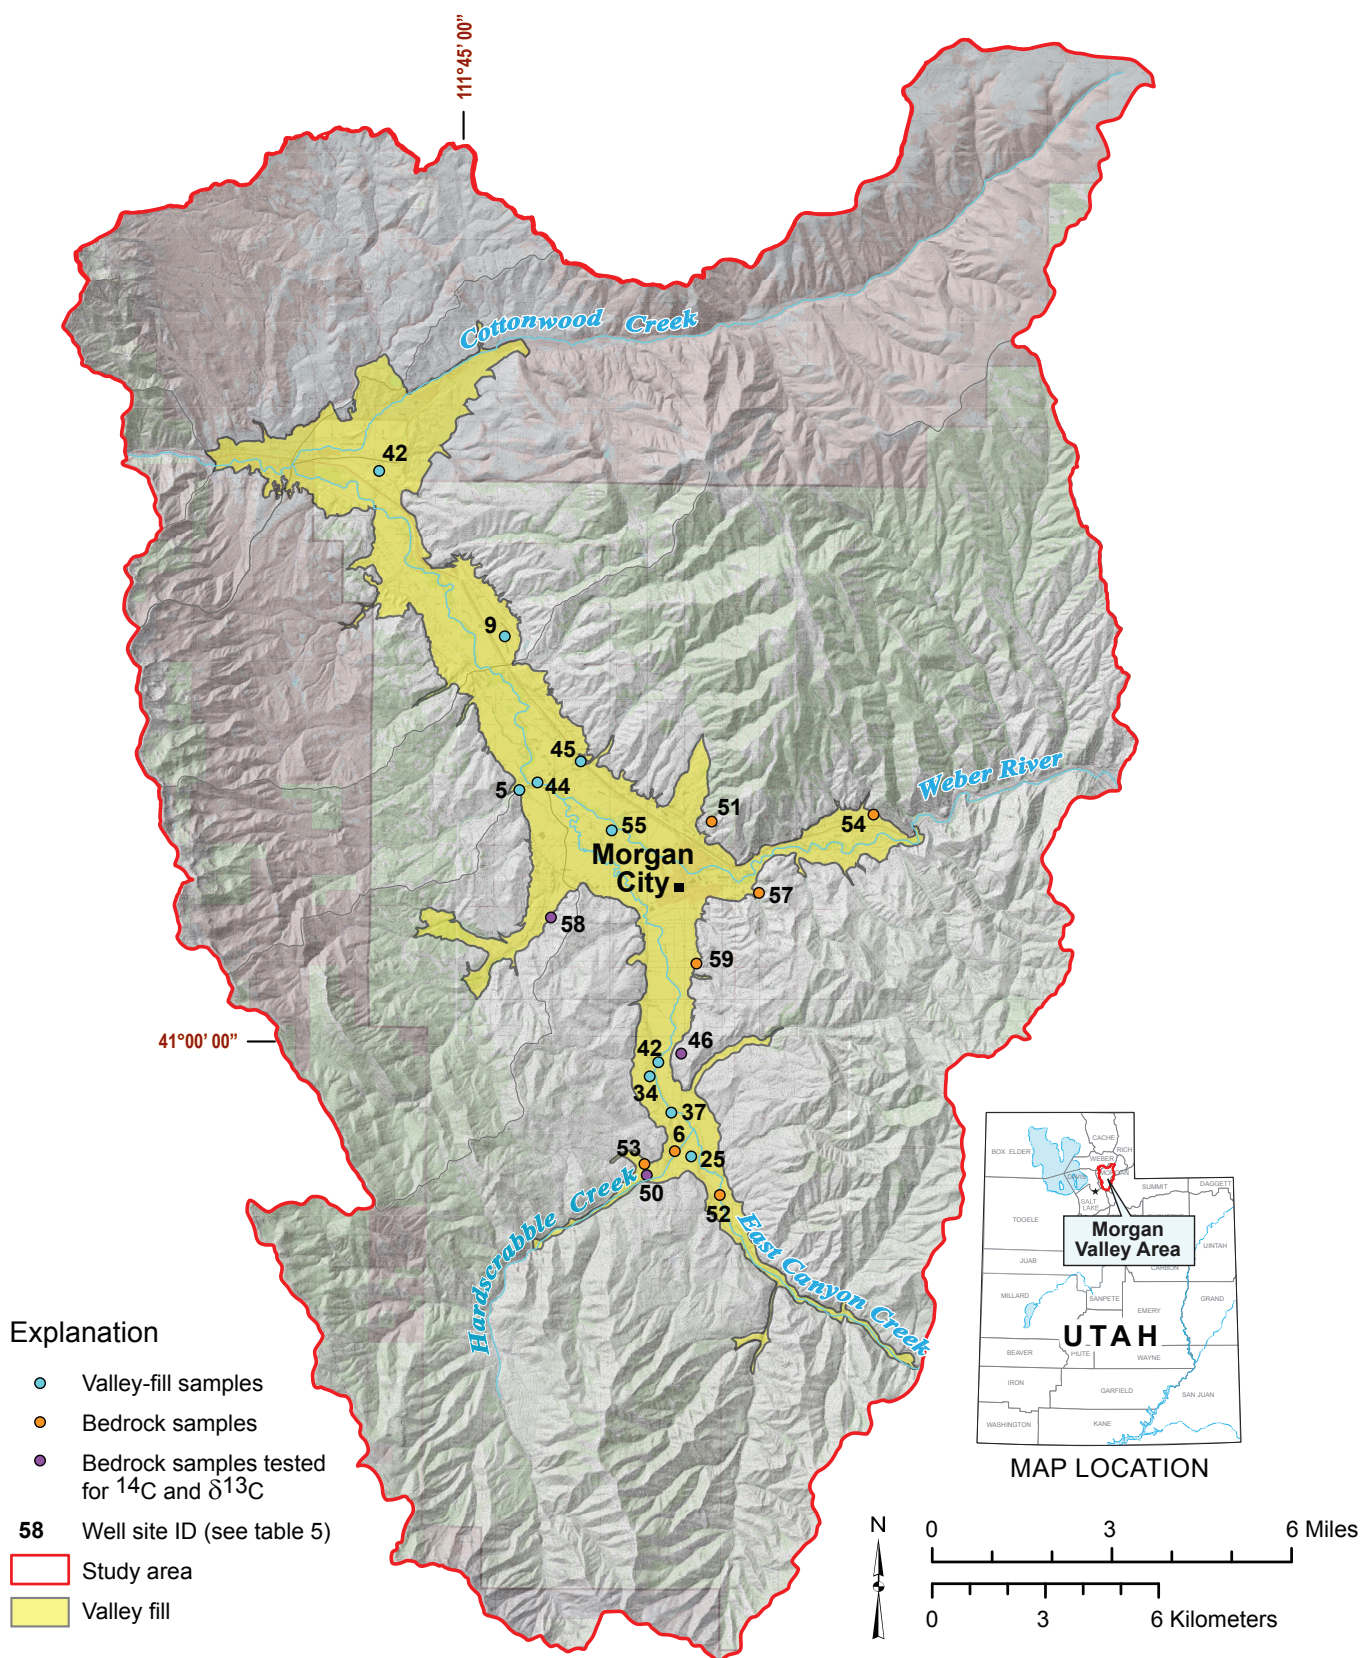 111°45' 00"
Cottonwood Creek
42
9
45
44
5
55
51
54
Weber River
Morgan
City
57
58
59
41°00' 00"
46
42
34
37
6
53
25
50
52
Hardscrabble Creek
East Canyon Creek
Explanation
Valley-fill samples
Bedrock samples
Bedrock samples tested
for 14C and δ13C
58 Well site ID (see table 5)
Study area
Valley fill
BOX ELDER
CACHE
RICH
WEBER
MORGAN
DAVIS
SALT
LAKE
SUMMIT
DAGGETT
TOOELE
Morgan
Valley Area
UINTAH
JUAB
CARBON
MILLARD
SANPETE
EMERY
GRAND
UTAH
BEAVER
PIUTE
WAYNE
IRON
GARFIELD
SAN JUAN
WASHINGTON
KANE
MAP LOCATION
N
0 3 6 Miles
0 3 6 Kilometers